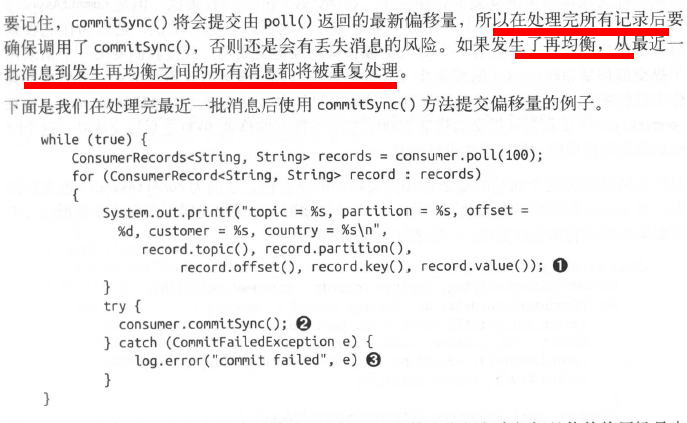 要记住，commitSync() 将会提交由 poll() 返回的最新偏移量，所以在处理完所有记录后要
确保调用了 commitSync()，否则还是会有丢失消息的风险。如果发生了再均衡，从最近一
批消息到发生再均衡之间的所有消息都将被重复处理。
下面是我们在处理完最近一批消息后使用 commitSync() 方法提交偏移量的例子。
while (true) {
ConsumerRecords<String, String> records = consumer.poll(100);
for (ConsumerRecord<String, String> record : records)
{
System.out.printf("topic = %s, partition = %s, offset =
%d, customer = %s, country = %s\n",
record.topic(), record.partition(),
record.offset(), record.key(), record.value()); ❶
}
try {
consumer.commitSync(); ❷
} catch (CommitFailedException e) {
log.error("commit failed", e) ❸
}
}